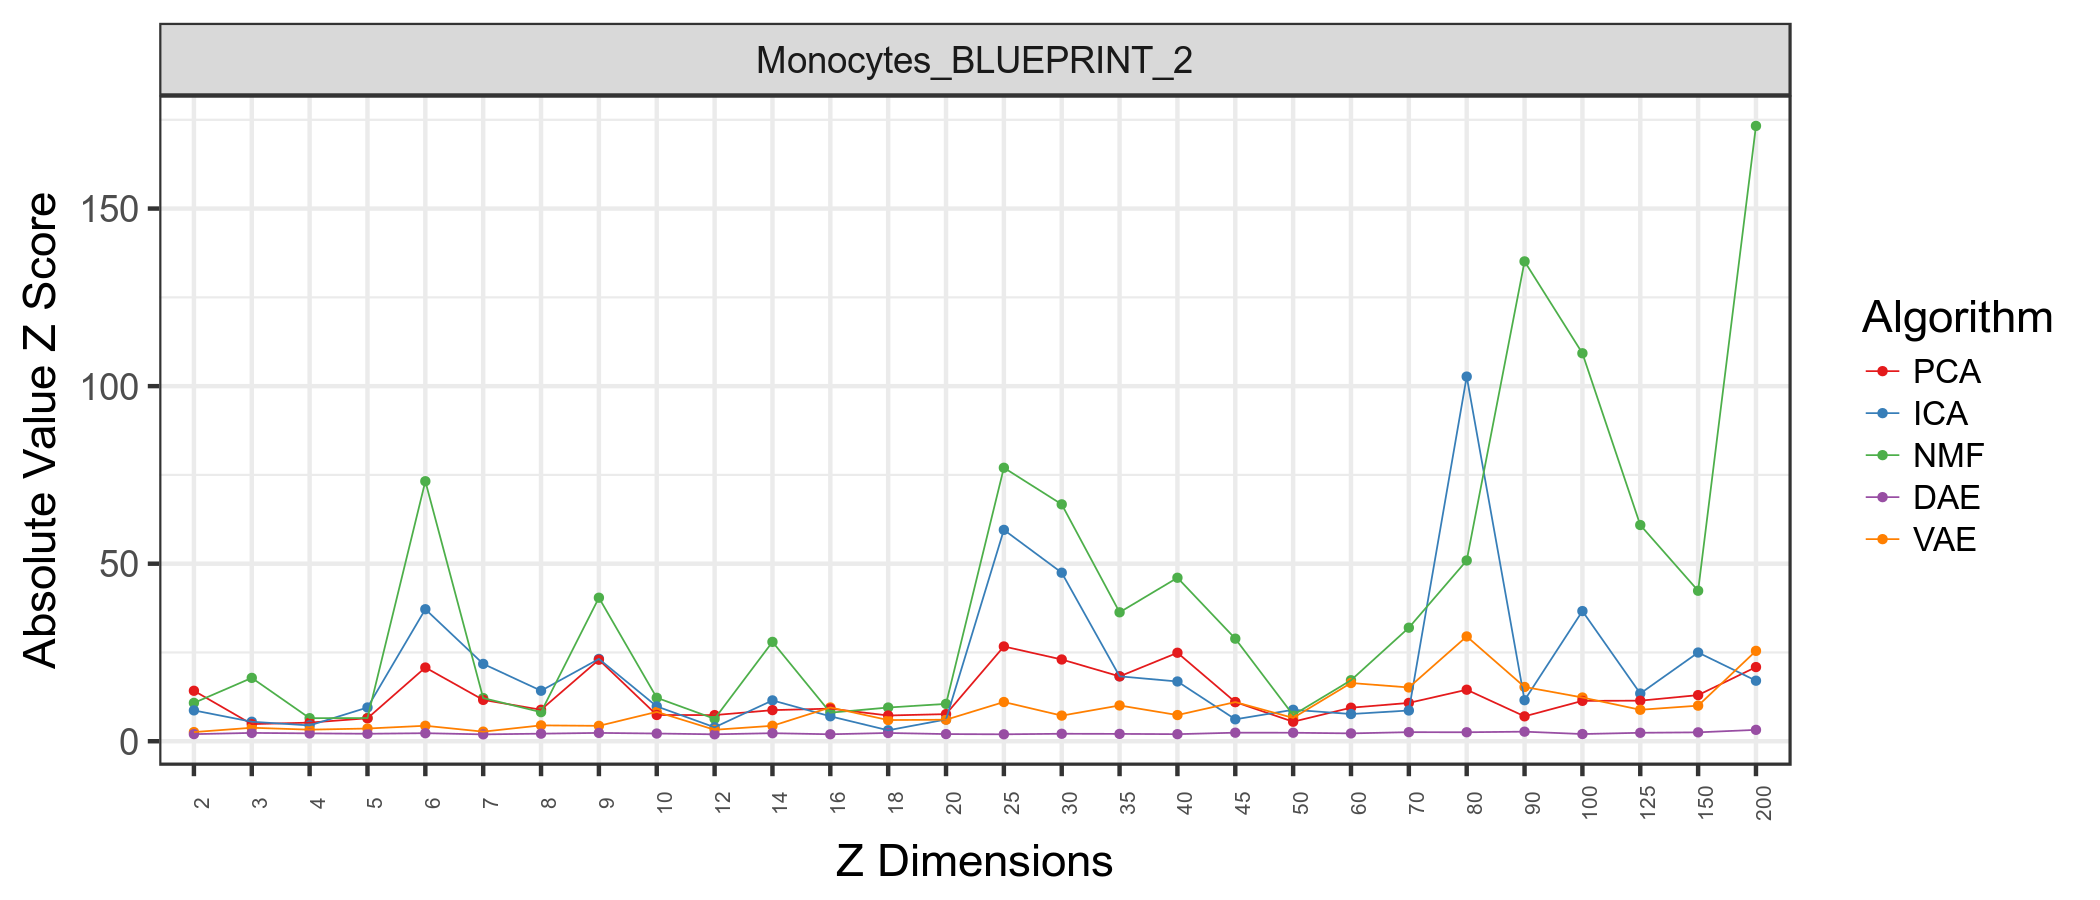 Monocytes_BLUEPRINT_2
Absolute Value Z Score
150
100
50
0
2 3 4 5 6 7 8 9 10 12 14 16 18 20 25 30 35 40 45 50 60 70 80 90 100 125 150 200
Z Dimensions
Algorithm
PCA
ICA
NMF
DAE
VAE